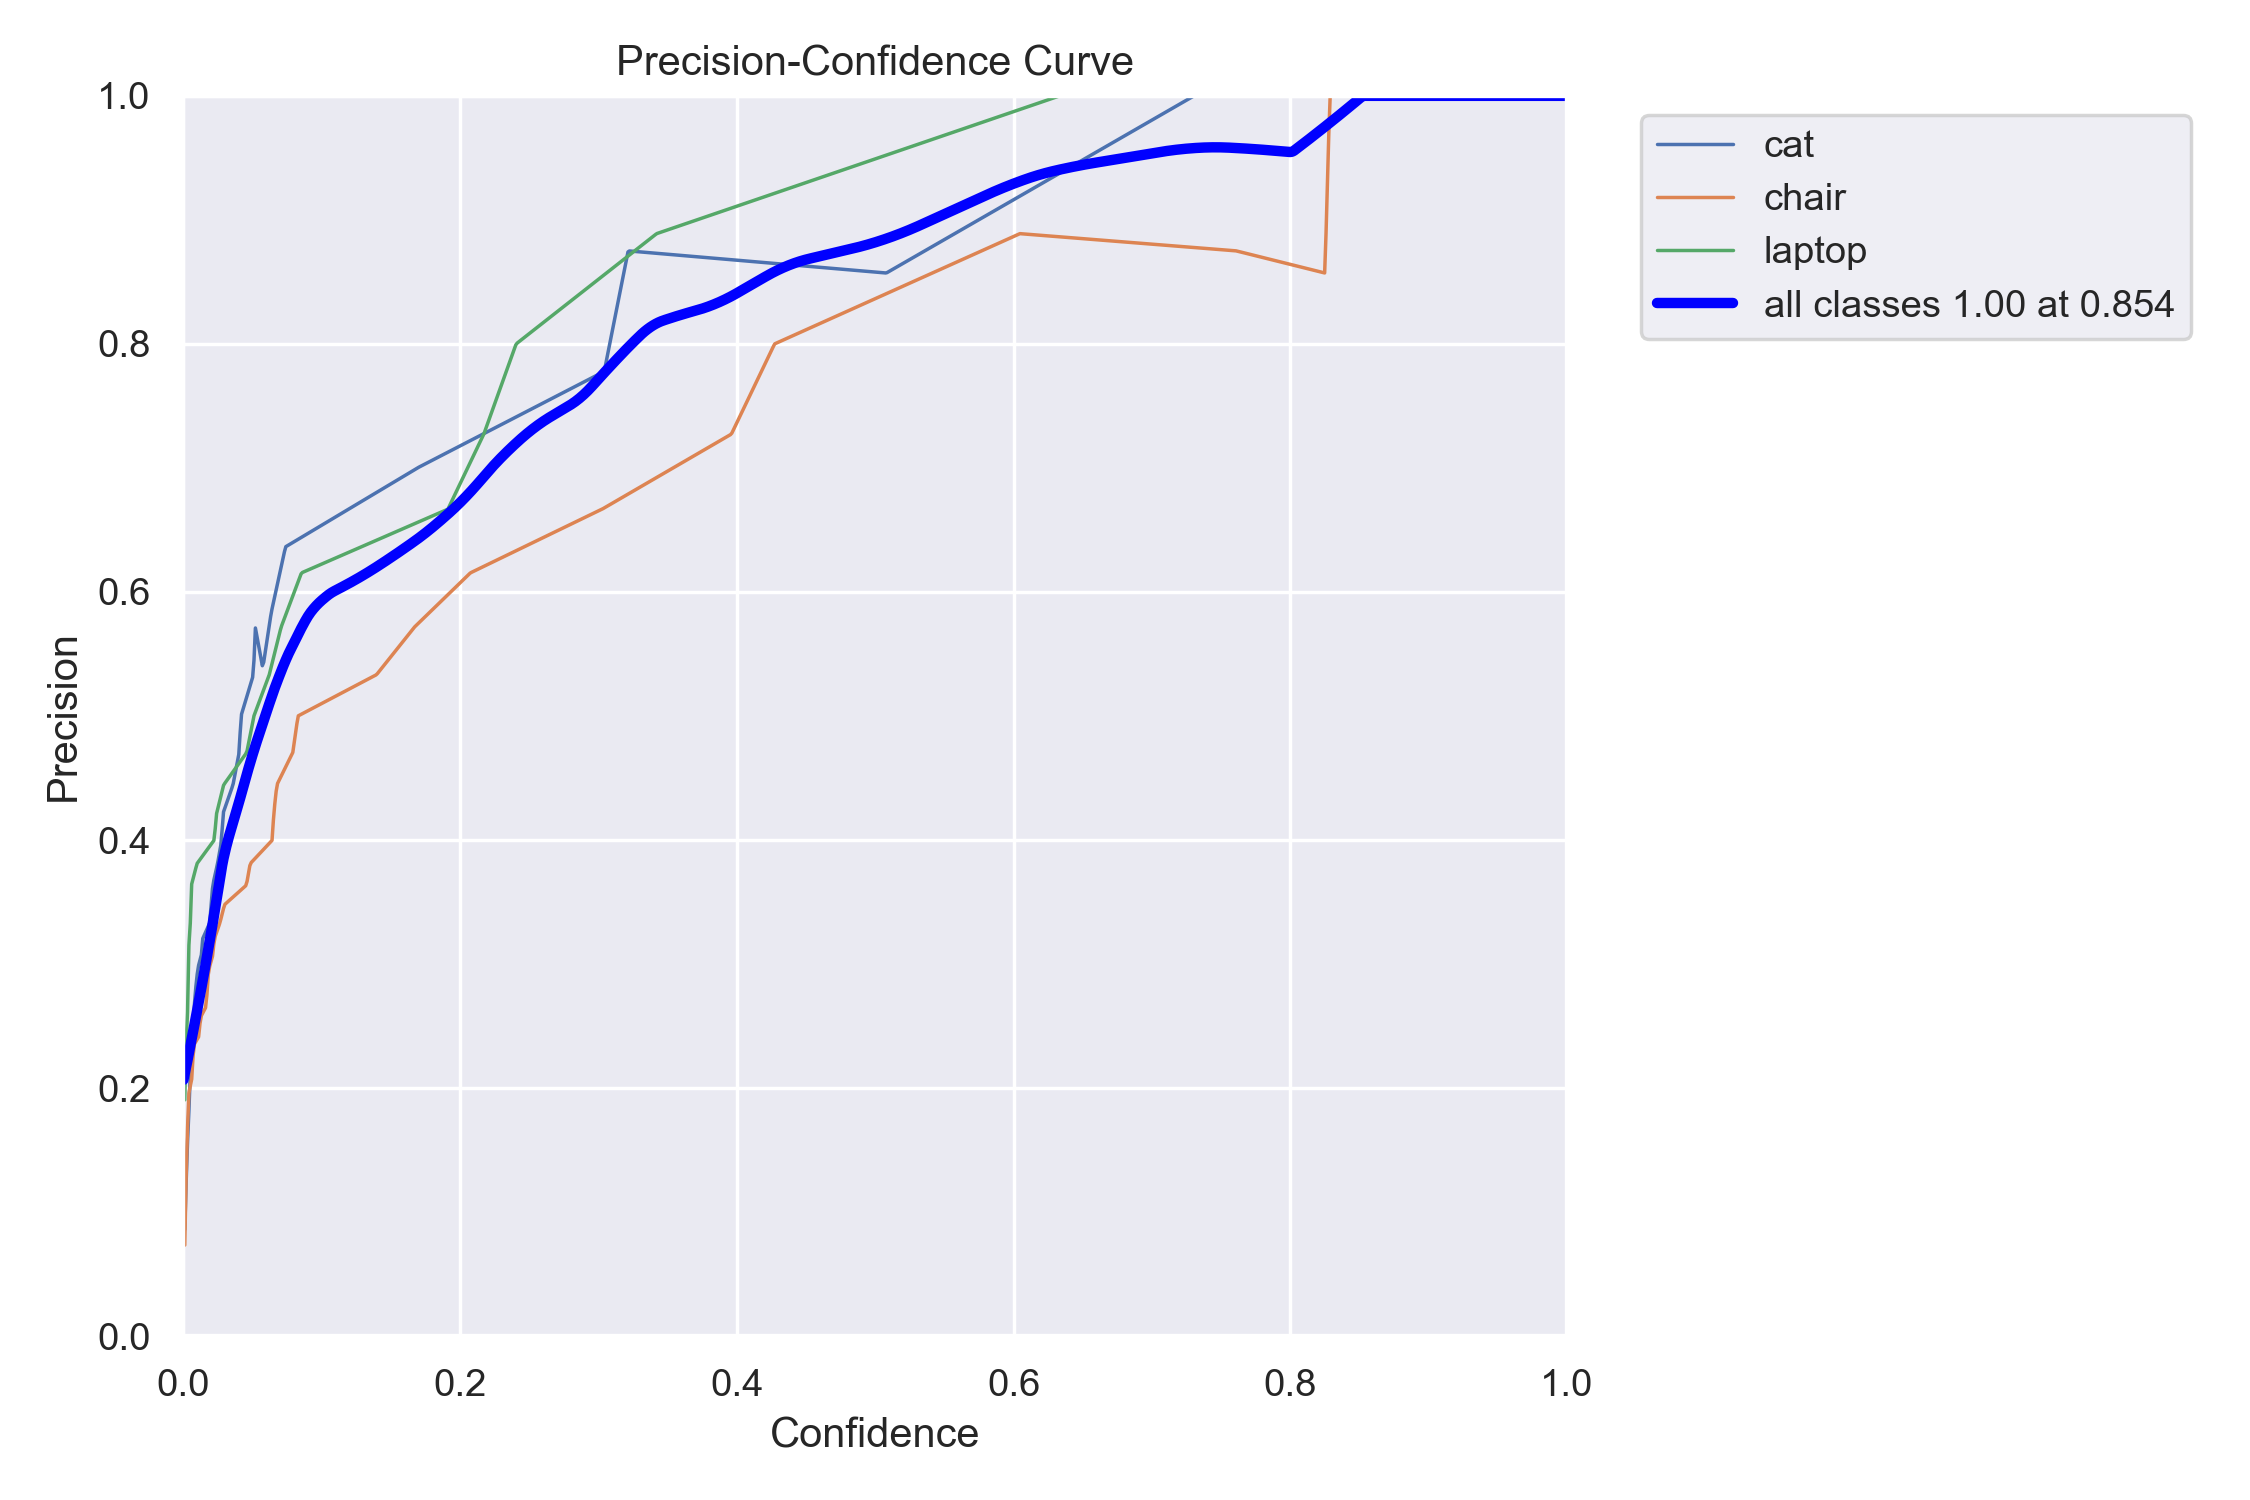 Precision-Confidence Curve
1.0
0.8
0.6
0.4
0.2
0.0
Precision
0.0 0.2 0.4 0.6 0.8 1.0
Confidence
cat
chair
laptop
all classes 1.00 at 0.854